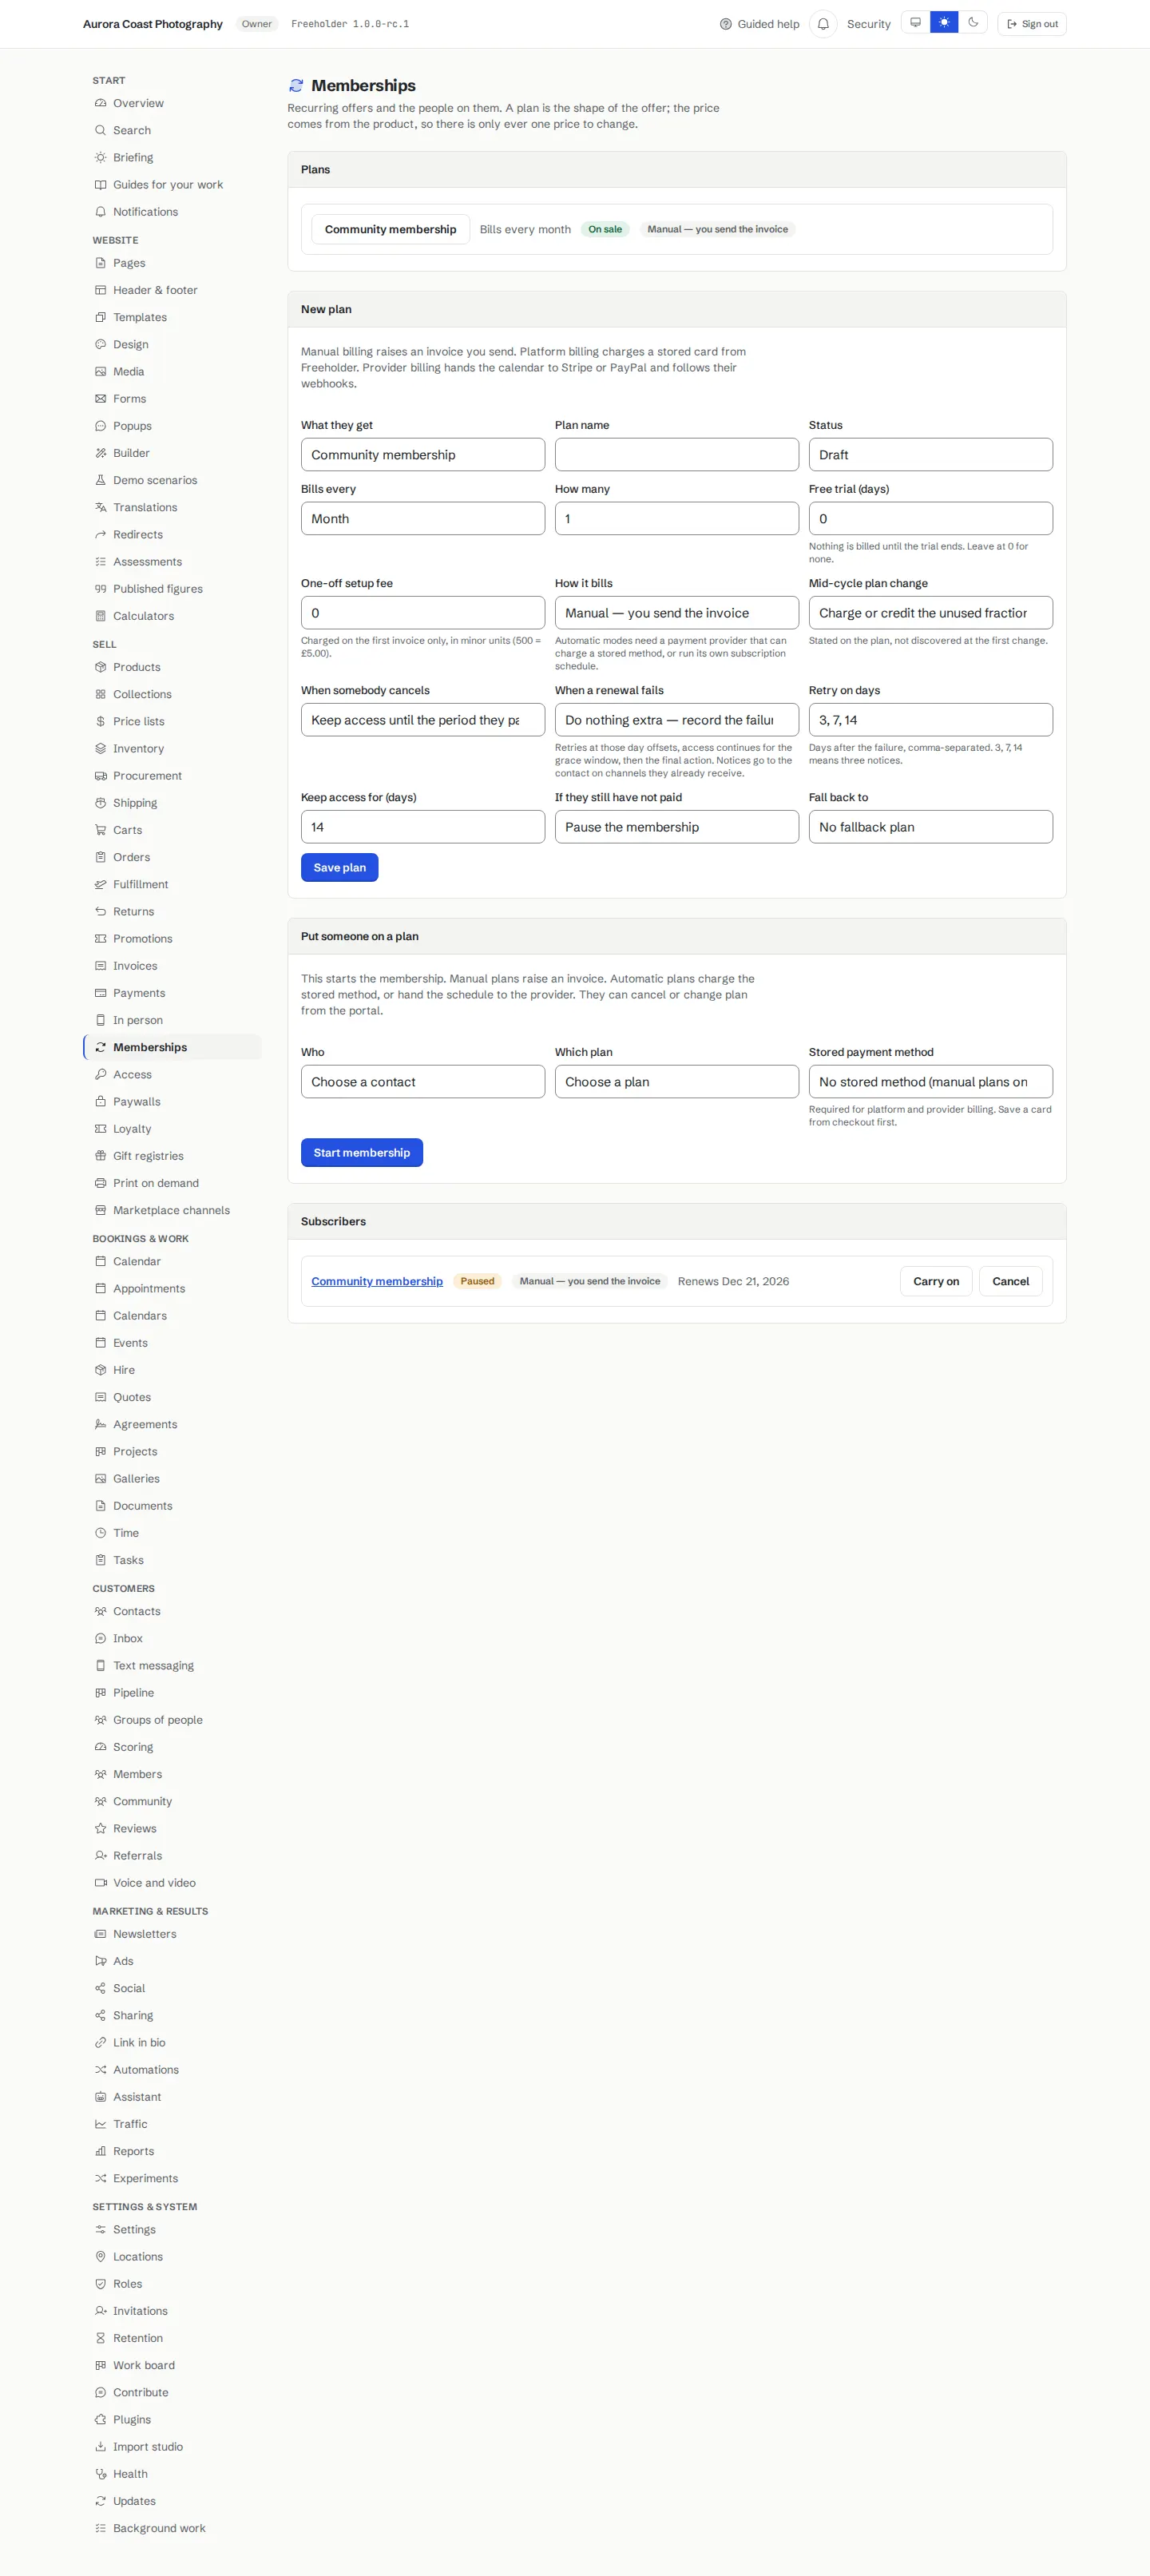 Aurora Coast Photography
Owner
Freeholder 1.0.0-rc.1
Guided help
Security
Sign out
START
Overview
Search
Briefing
Guides for your work
Notifications
WEBSITE
Pages
Header & footer
Templates
Design
Media
Forms
Popups
Builder
Demo scenarios
Translations
Redirects
Assessments
Published figures
Calculators
SELL
Products
Collections
Price lists
Inventory
Procurement
Shipping
Carts
Orders
Fulfillment
Returns
Promotions
Invoices
Payments
In person
Memberships
Access
Paywalls
Loyalty
Gift registries
Print on demand
Marketplace channels
BOOKINGS & WORK
Calendar
Appointments
Calendars
Events
Hire
Quotes
Agreements
Projects
Galleries
Documents
Time
Tasks
CUSTOMERS
Contacts
Inbox
Text messaging
Pipeline
Groups of people
Scoring
Members
Community
Reviews
Referrals
Voice and video
MARKETING & RESULTS
Newsletters
Ads
Social
Sharing
Link in bio
Automations
Assistant
Traffic
Reports
Experiments
SETTINGS & SYSTEM
Settings
Locations
Roles
Invitations
Retention
Work board
Contribute
Plugins
Import studio
Health
Updates
Background work
Memberships
Recurring offers and the people on them. A plan is the shape of the offer; the price
comes from the product, so there is only ever one price to change.
Plans
Community membership
Bills every month
On sale
Manual — you send the invoice
New plan
Manual billing raises an invoice you send. Platform billing charges a stored card from
Freeholder. Provider billing hands the calendar to Stripe or PayPal and follows their
webhooks.
What they get
Community membership
Plan name
Status
Draft
Bills every
Month
How many
1
Free trial (days)
0
Nothing is billed until the trial ends. Leave at 0 for
none.
One-off setup fee
0
Charged on the first invoice only, in minor units (500 =
£5.00).
How it bills
Manual — you send the invoice
Automatic modes need a payment provider that can
charge a stored method, or run its own subscription
schedule.
Mid-cycle plan change
Charge or credit the unused fraction
Stated on the plan, not discovered at the first change.
When somebody cancels
Keep access until the period they pa
When a renewal fails
Do nothing extra — record the failur
Retries at those day offsets, access continues for the
grace window, then the final action. Notices go to the
contact on channels they already receive.
Retry on days
3, 7, 14
Days after the failure, comma-separated. 3, 7, 14
means three notices.
Keep access for (days)
14
If they still have not paid
Pause the membership
Fall back to
No fallback plan
Save plan
Put someone on a plan
This starts the membership. Manual plans raise an invoice. Automatic plans charge the
stored method, or hand the schedule to the provider. They can cancel or change plan
from the portal.
Who
Choose a contact
Which plan
Choose a plan
Stored payment method
No stored method (manual plans on
Required for platform and provider billing. Save a card
from checkout first.
Start membership
Subscribers
Community membership
Paused
Manual — you send the invoice
Renews Dec 21, 2026
Carry on
Cancel